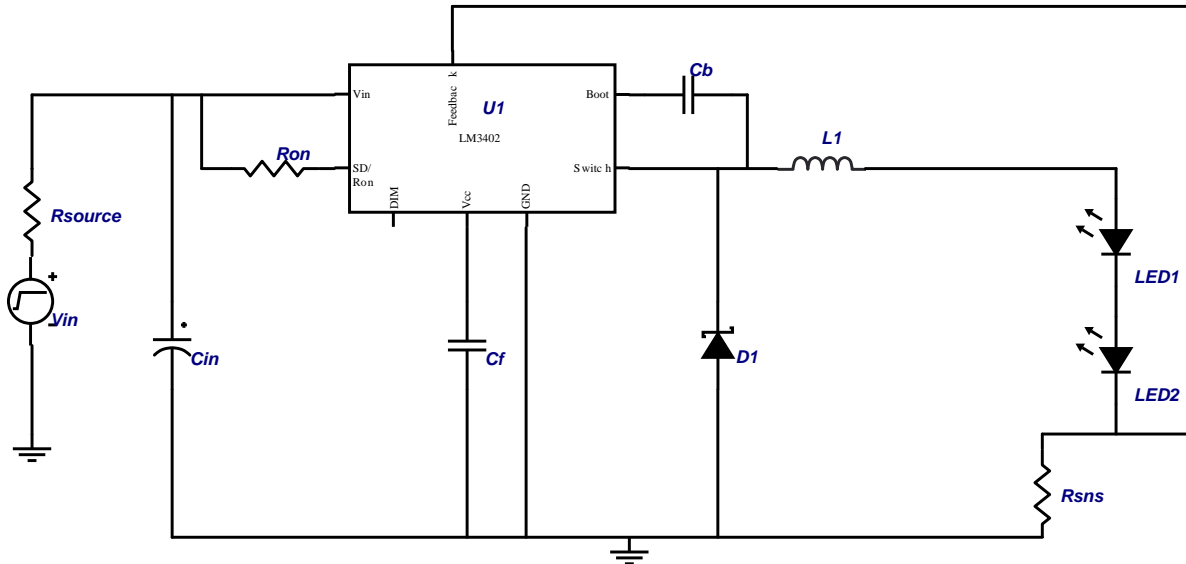 Feedbac k
Cb
Vin
U1
Boot
LM3402
L1
Ron
SD/
Ron
Switc h
DIM
Vcc
GND
Rsource
LED1
Vin
Cin
Cf
D1
LED2
Rsns